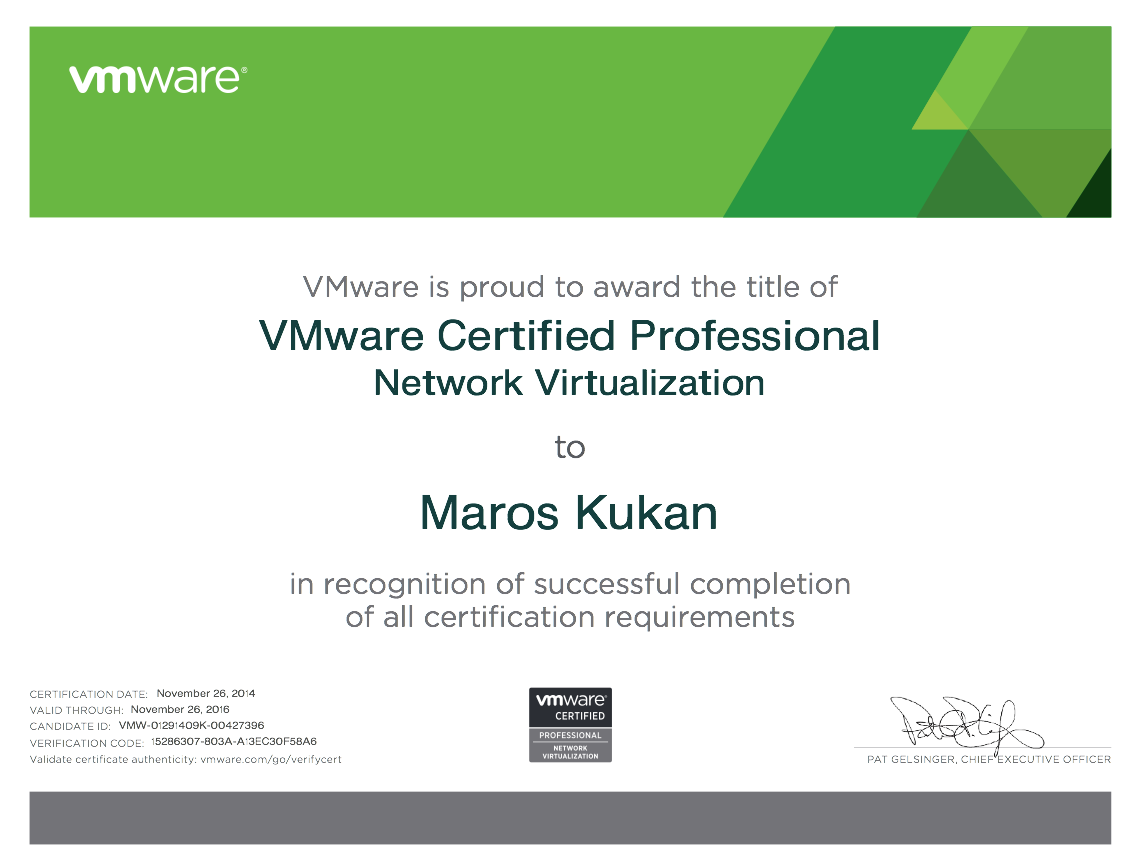 vmware®
VMware is proud to award the title of
VMware Certified Professional
Network Virtualization
to
Maros Kukan
in recognition of successful completion
of all certification requirements
CERTIFICATION DATE: November 26, 2014
VALID THROUGH: November 26, 2016
CANDIDATE ID: VMW-01291409K-00427396
VERIFICATION CODE: 15286307-803A-A13EC30F58A6
Validate certificate authenticity: vmware.com/go/verifycert
vmware®
CERTIFIED
PROFESSIONAL
NETWORK
VIRTUALIZATION
PAT GELSINGER, CHIEF EXECUTIVE OFFICER